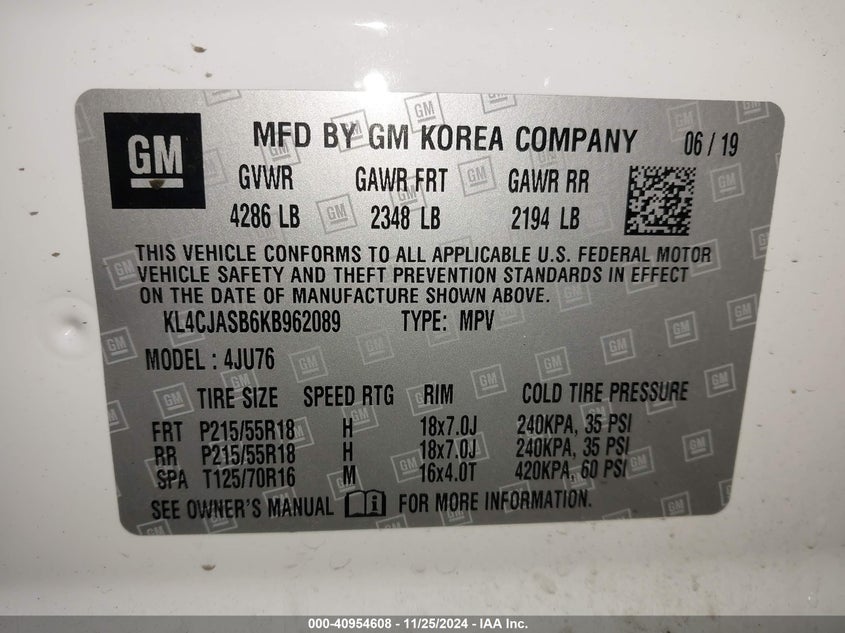 GM MFD BY GM KOREA COMPANY 06 / 19
GVWR GAWR FRT GAWR RR
4286 LB 2348 LB 2194 LB
THIS VEHICLE CONFORMS TO ALL APPLICABLE U.S. FEDERAL MOTOR
VEHICLE SAFETY AND THEFT PREVENTION STANDARDS IN EFFECT
ON THE DATE OF MANUFACTURE SHOWN ABOVE.
KL4CJASB6KB962089 TYPE: MPV
MODEL : 4JU76
TIRE SIZE SPEED RTG RIM COLD TIRE PRESSURE
FRT P215/55R18 H 18x7.0J 240KPA, 35 PSI
RR P215/55R18 H 18x7.0J 240KPA, 35 PSI
SPA T125/70R16 M 16x4.0T 420KPA, 60 PSI
SEE OWNER'S MANUAL FOR MORE INFORMATION.
000-40954608 - 11/25/2024 - IAA Inc.